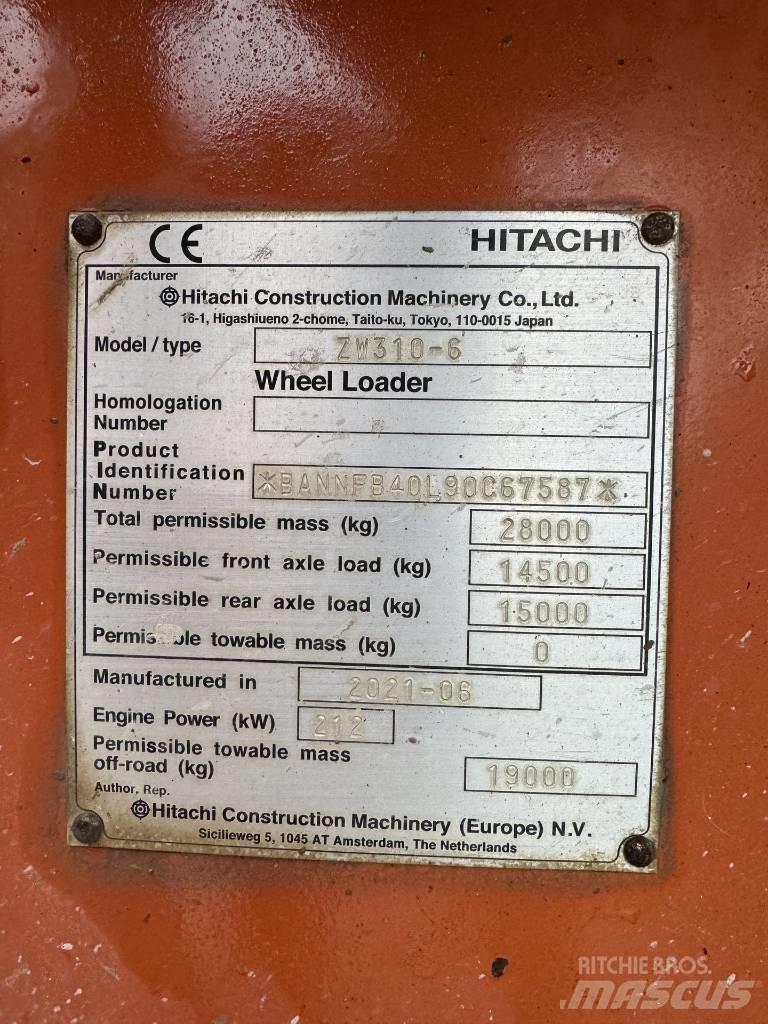 CE HITACHI
Manufacturer
Hitachi Construction Machinery Co., Ltd.
16-1, Higashiueno 2-chome, Taito-ku, Tokyo, 110-0015 Japan
Model / type ZW310-6
Wheel Loader
Homologation
Number
Product
Identification
Number *BANNFB40L90C67587*
Total permissible mass (kg) 28000
Permissible front axle load (kg) 14500
Permissible rear axle load (kg) 15000
Permissible towable mass (kg) 0
Manufactured in 2021-06
Engine Power (kW) 212
Permissible towable mass
off-road (kg) 19000
Author. Rep.
Hitachi Construction Machinery (Europe) N.V.
Sicilieweg 5, 1045 AT Amsterdam, The Netherlands
RITCHIE BROS.
MASCUS